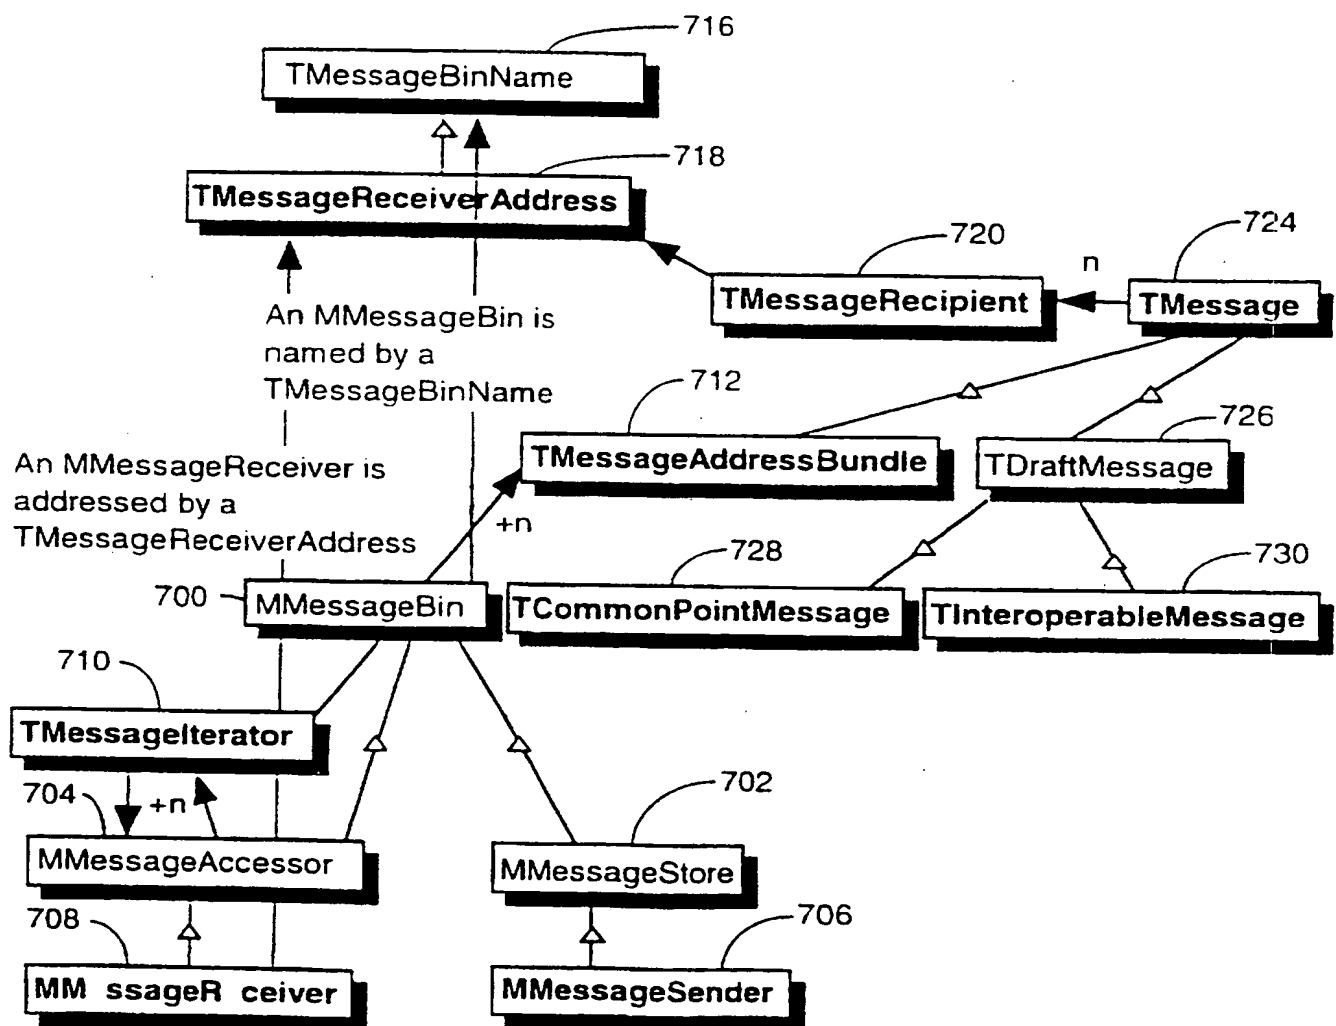 716
TMessageBinName
718
TMessageReceiverAddress
720
724
n
TMessageRecipient
TMessage
An MMessageBin is
named by a
TMessageBinName
712
726
TMessageAddressBundle
TDraftMessage
An MMessageReceiver is
addressed by a
TMessageReceiverAddress
+n
728
730
700
MMessageBin
TCommonPointMessage
TInteroperableMessage
710
TMessageIterator
704
+n
702
MMessageAccessor
MMessageStore
708
706
MM ssageR ceiver
MMessageSender